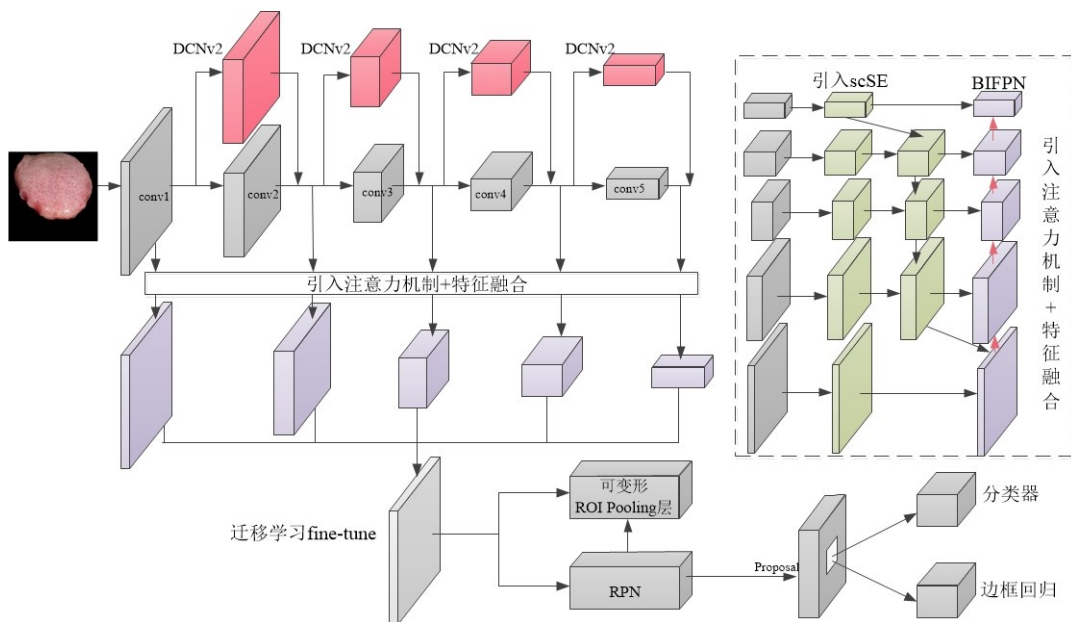 DCNv2
DCNv2
DCNv2
DCNv2
conv1
conv2
conv3
conv4
conv5
引入注意力机制+特征融合
引入scSE
BIFPN
引入注意力机制+特征融合
迁移学习fine-tune
可变形
ROI Pooling层
RPN
Proposal
分类器
边框回归